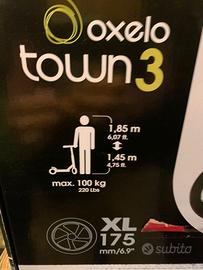 oxelo
town 3
1,85 m
6,07 ft.
1,45 m
4,75 ft.
max. 100 kg
220 Lbs
XL
175
mm/6.9"
subito